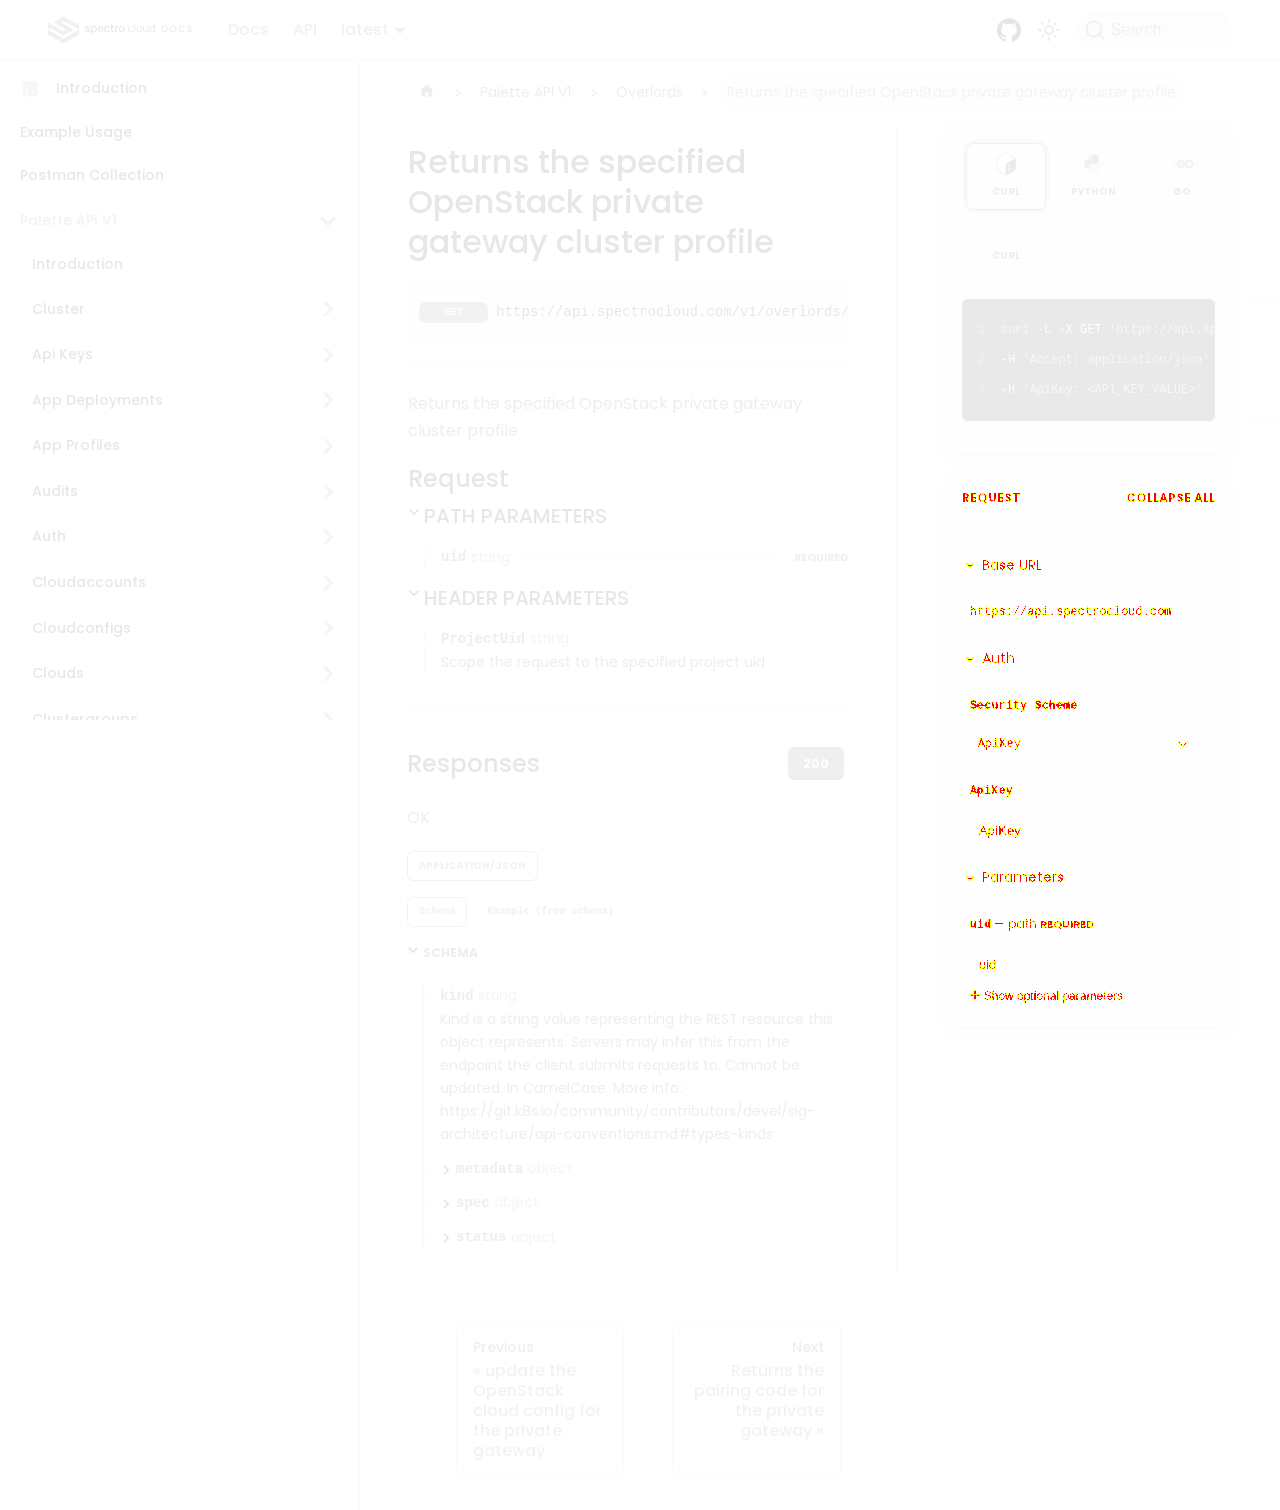 spectro cloud DOCS
Docs
API
latest
Search
Introduction
Example Usage
Postman Collection
Palette API V1
Introduction
Cluster
Api Keys
App Deployments
App Profiles
Audits
Auth
Cloudaccounts
Cloudconfigs
Clouds
Clustergroups
Palette API V1
Overlords
Returns the specified OpenStack private gateway cluster profile
Returns the specified
OpenStack private
gateway cluster profile
GET https://api.spectrocloud.com/v1/overlords/
Returns the specified OpenStack private gateway
cluster profile
Request
PATH PARAMETERS
uid string REQUIRED
HEADER PARAMETERS
ProjectUid string
Scope the request to the specified project uid
Responses
200
OK
APPLICATION/JSON
Schema
Example (from schema)
SCHEMA
kind string
Kind is a string value representing the REST resource this
object represents. Servers may infer this from the
endpoint the client submits requests to. Cannot be
updated. In CamelCase. More info:
https://git.k8s.io/community/contributors/devel/sig-
architecture/api-conventions.md#types-kinds
metadata object
spec object
status object
Previous
« update the
OpenStack
cloud config for
the private
gateway
Next
Returns the
pairing code for
the private
gateway »
CURL
PYTHON
GO
GO
CURL
1 curl -L -X GET 'https://api.sp
2 -H 'Accept: application/json'
3 -H 'ApiKey: <API_KEY_VALUE>'
REQUEST
COLLAPSE ALL
Base URL
https://api.spectrocloud.com
Auth
Security Scheme
ApiKey
ApiKey
ApiKey
Parameters
uid — path REQUIRED
uid
Show optional parameters